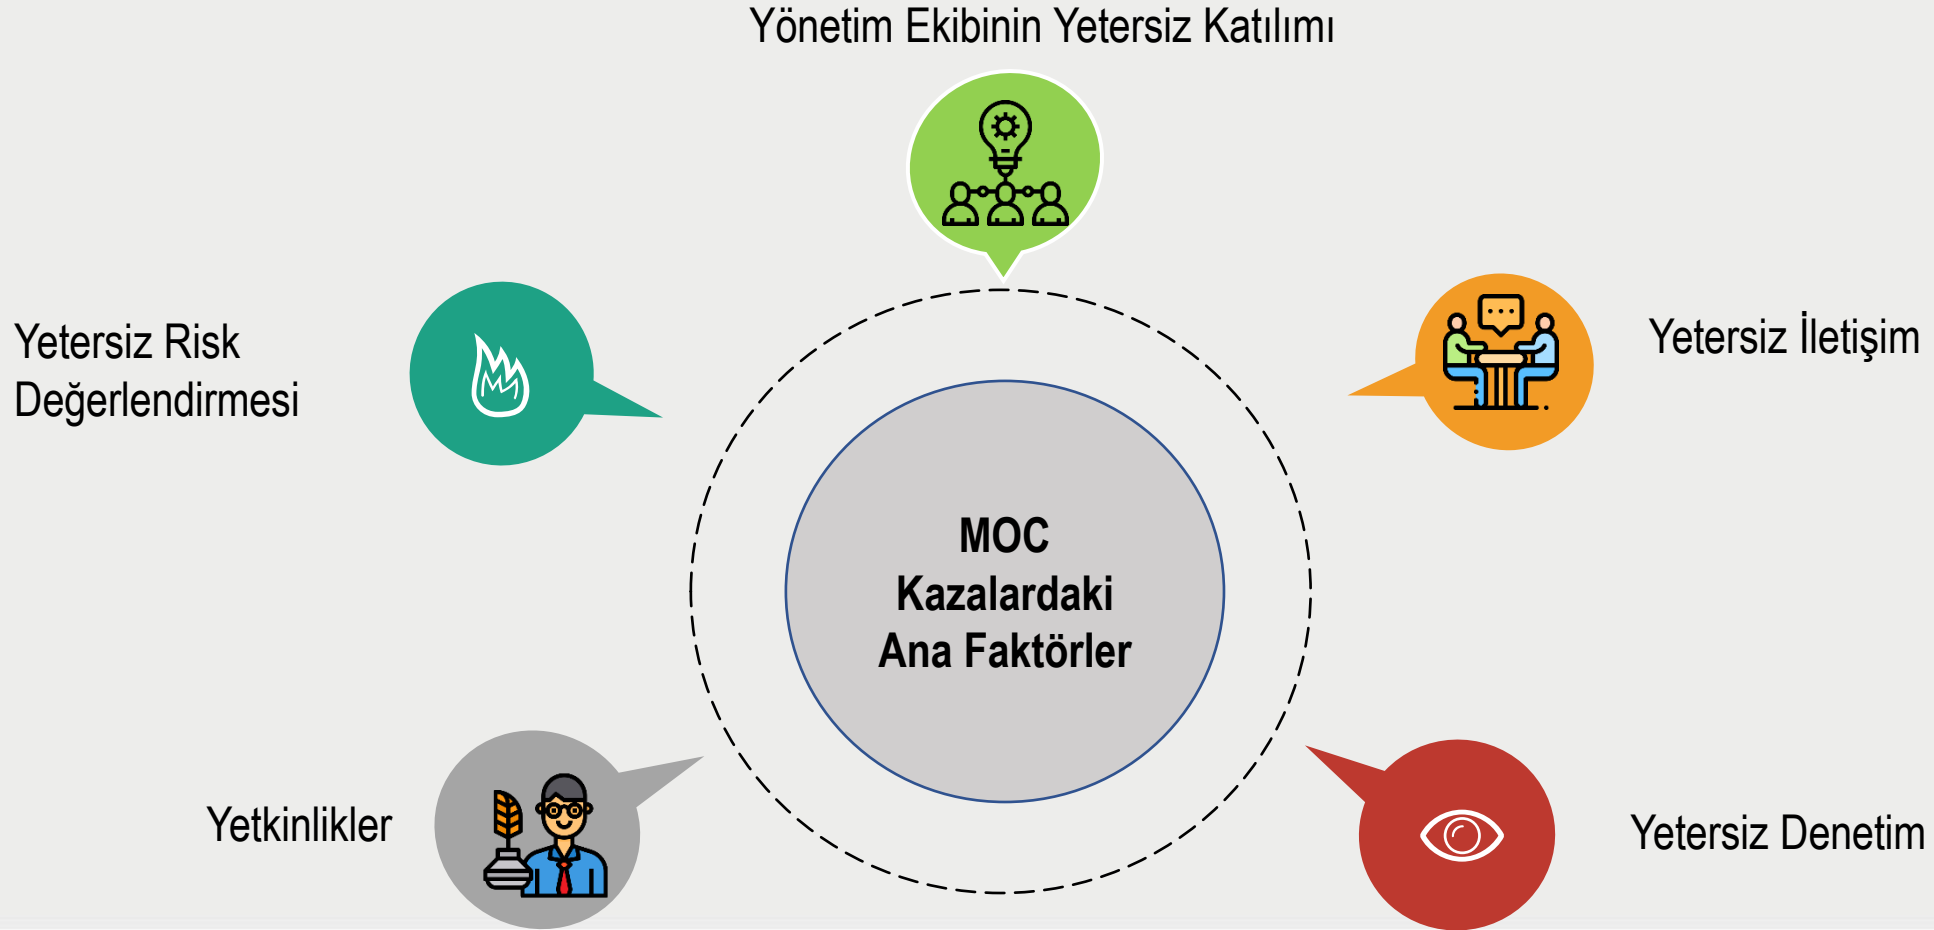 Yönetim Ekibinin Yetersiz Katılımı
Yetersiz Risk
Değerlendirmesi
Yetersiz İletişim
MOC
Kazalardaki
Ana Faktörler
Yetkinlikler
Yetersiz Denetim